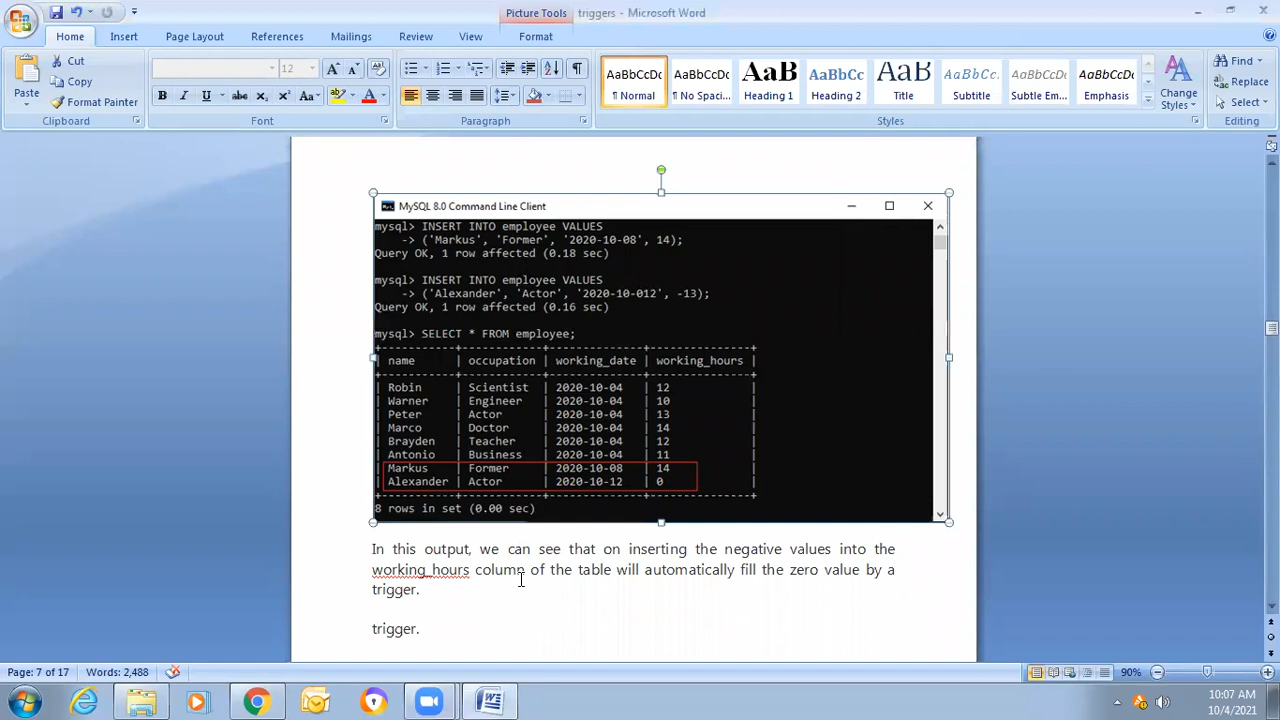 Picture Tools triggers - Microsoft Word
Home Insert Page Layout References Mailings Review View Format
Paste Cut Copy Format Painter
12
B I U abc X₂ X² Aa A
AaBbCcDc AaBbCcDc AaB AaBbCc AaB AaBbCc AaBbCcDc AaBbCcDc
¶ Normal ¶ No Spaci... Heading 1 Heading 2 Title Subtitle Subtle Em... Emphasis
Change Styles
Find Replace Select
Clipboard Font Paragraph Styles Editing
MySQL 8.0 Command Line Client
mysql> INSERT INTO employee VALUES
-> ('Markus', 'Former', '2020-10-08', 14);
Query OK, 1 row affected (0.18 sec)
mysql> INSERT INTO employee VALUES
-> ('Alexander', 'Actor', '2020-10-012', -13);
Query OK, 1 row affected (0.16 sec)
mysql> SELECT * FROM employee;
| name | occupation | working_date | working_hours |
| Robin | Scientist | 2020-10-04 | 12 |
| Warner | Engineer | 2020-10-04 | 10 |
| Peter | Actor | 2020-10-04 | 13 |
| Marco | Doctor | 2020-10-04 | 14 |
| Brayden | Teacher | 2020-10-04 | 12 |
| Antonio | Business | 2020-10-04 | 11 |
| Markus | Former | 2020-10-08 | 14 |
| Alexander | Actor | 2020-10-12 | 0 |
8 rows in set (0.00 sec)
In this output, we can see that on inserting the negative values into the
working_hours column of the table will automatically fill the zero value by a
trigger.
trigger.
Page: 7 of 17 Words: 2,488 90%
10:07 AM
10/4/2021